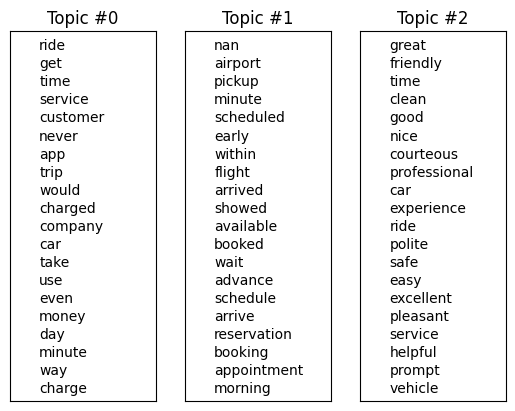 Topic #0
ride
get
time
service
customer
never
app
trip
would
charged
company
car
take
use
even
money
day
minute
way
charge
Topic #1
nan
airport
pickup
minute
scheduled
early
within
flight
arrived
showed
available
booked
wait
advance
schedule
arrive
reservation
booking
appointment
morning
Topic #2
great
friendly
time
clean
good
nice
courteous
professional
car
experience
ride
polite
safe
easy
excellent
pleasant
service
helpful
prompt
vehicle